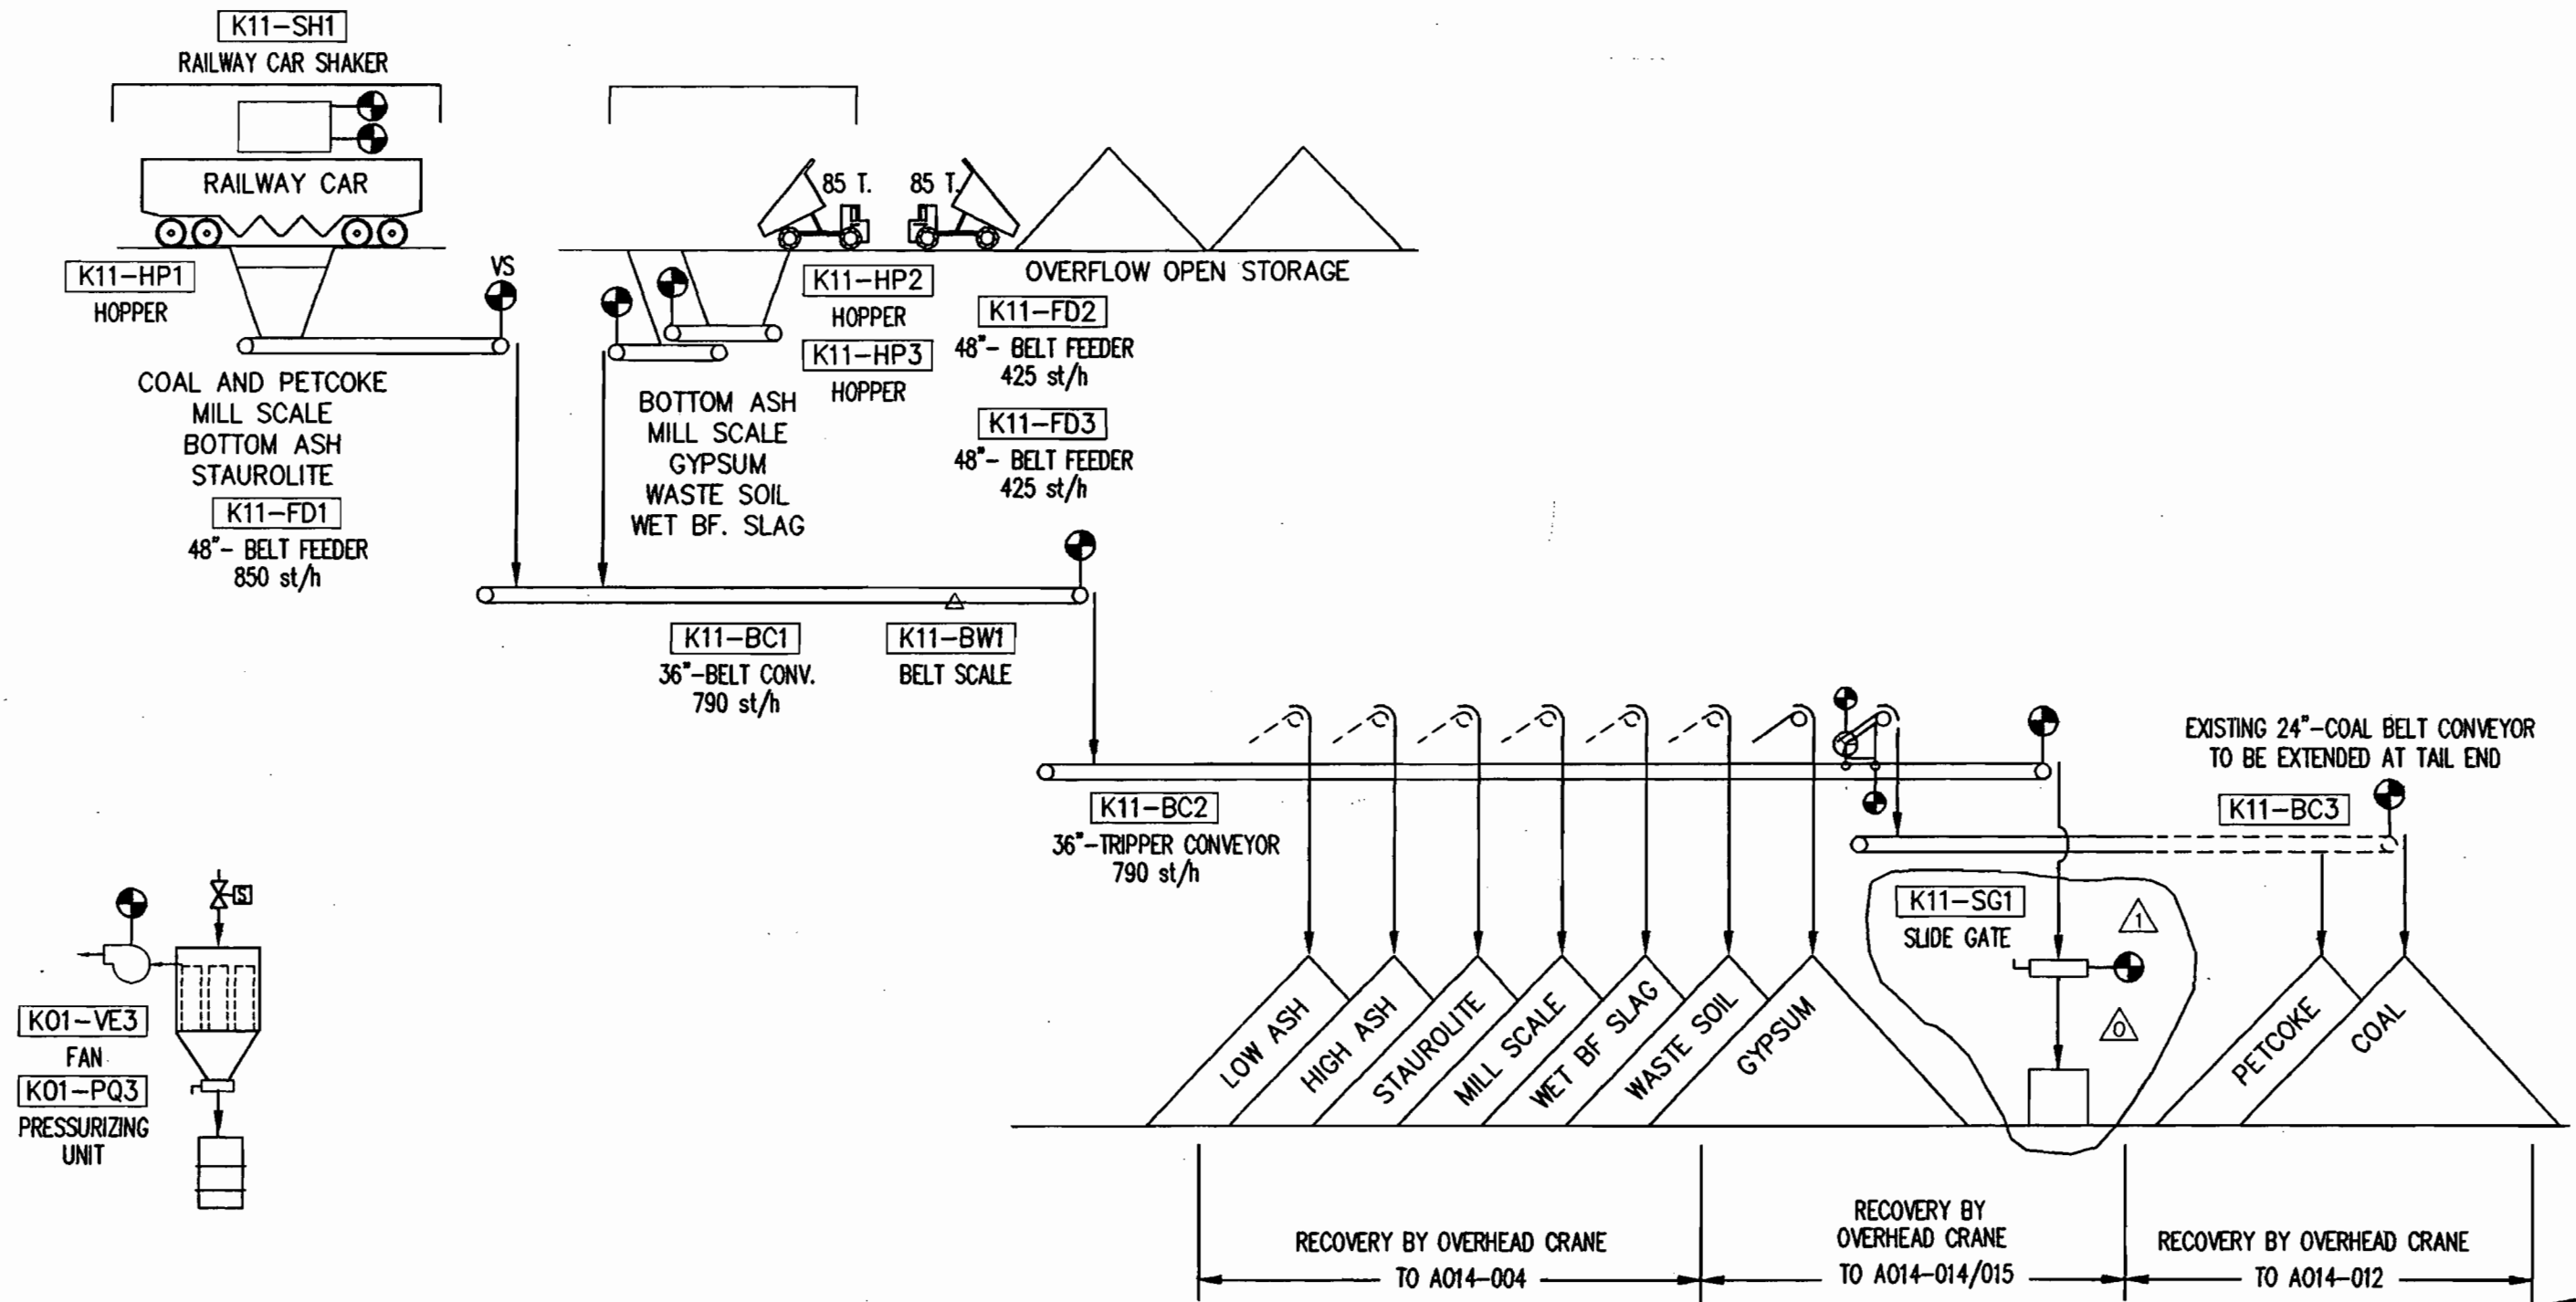 K11-SH1
RAILWAY CAR SHAKER
RAILWAY CAR
K11-HP1
HOPPER
VS
COAL AND PETCOKE
MILL SCALE
BOTTOM ASH
STAUROLITE
K11-FD1
48"- BELT FEEDER
850 st/h
85 T.
85 T.
OVERFLOW OPEN STORAGE
K11-HP2
HOPPER
K11-HP3
HOPPER
K11-FD2
48"- BELT FEEDER
425 st/h
K11-FD3
48"- BELT FEEDER
425 st/h
BOTTOM ASH
MILL SCALE
GYPSUM
WASTE SOIL
WET BF. SLAG
K11-BC1
36"-BELT CONV.
790 st/h
K11-BW1
BELT SCALE
K11-BC2
36"-TRIPPER CONVEYOR
790 st/h
EXISTING 24"-COAL BELT CONVEYOR
TO BE EXTENDED AT TAIL END
K11-BC3
K11-SG1
SLIDE GATE
1
0
S
K01-VE3
FAN
K01-PQ3
PRESSURIZING
UNIT
LOW ASH
HIGH ASH
STAUROLITE
MILL SCALE
WET BF SLAG
WASTE SOIL
GYPSUM
PETCOKE
COAL
RECOVERY BY OVERHEAD CRANE
TO A014-004
RECOVERY BY
OVERHEAD CRANE
TO A014-014/015
RECOVERY BY OVERHEAD CRANE
TO A014-012